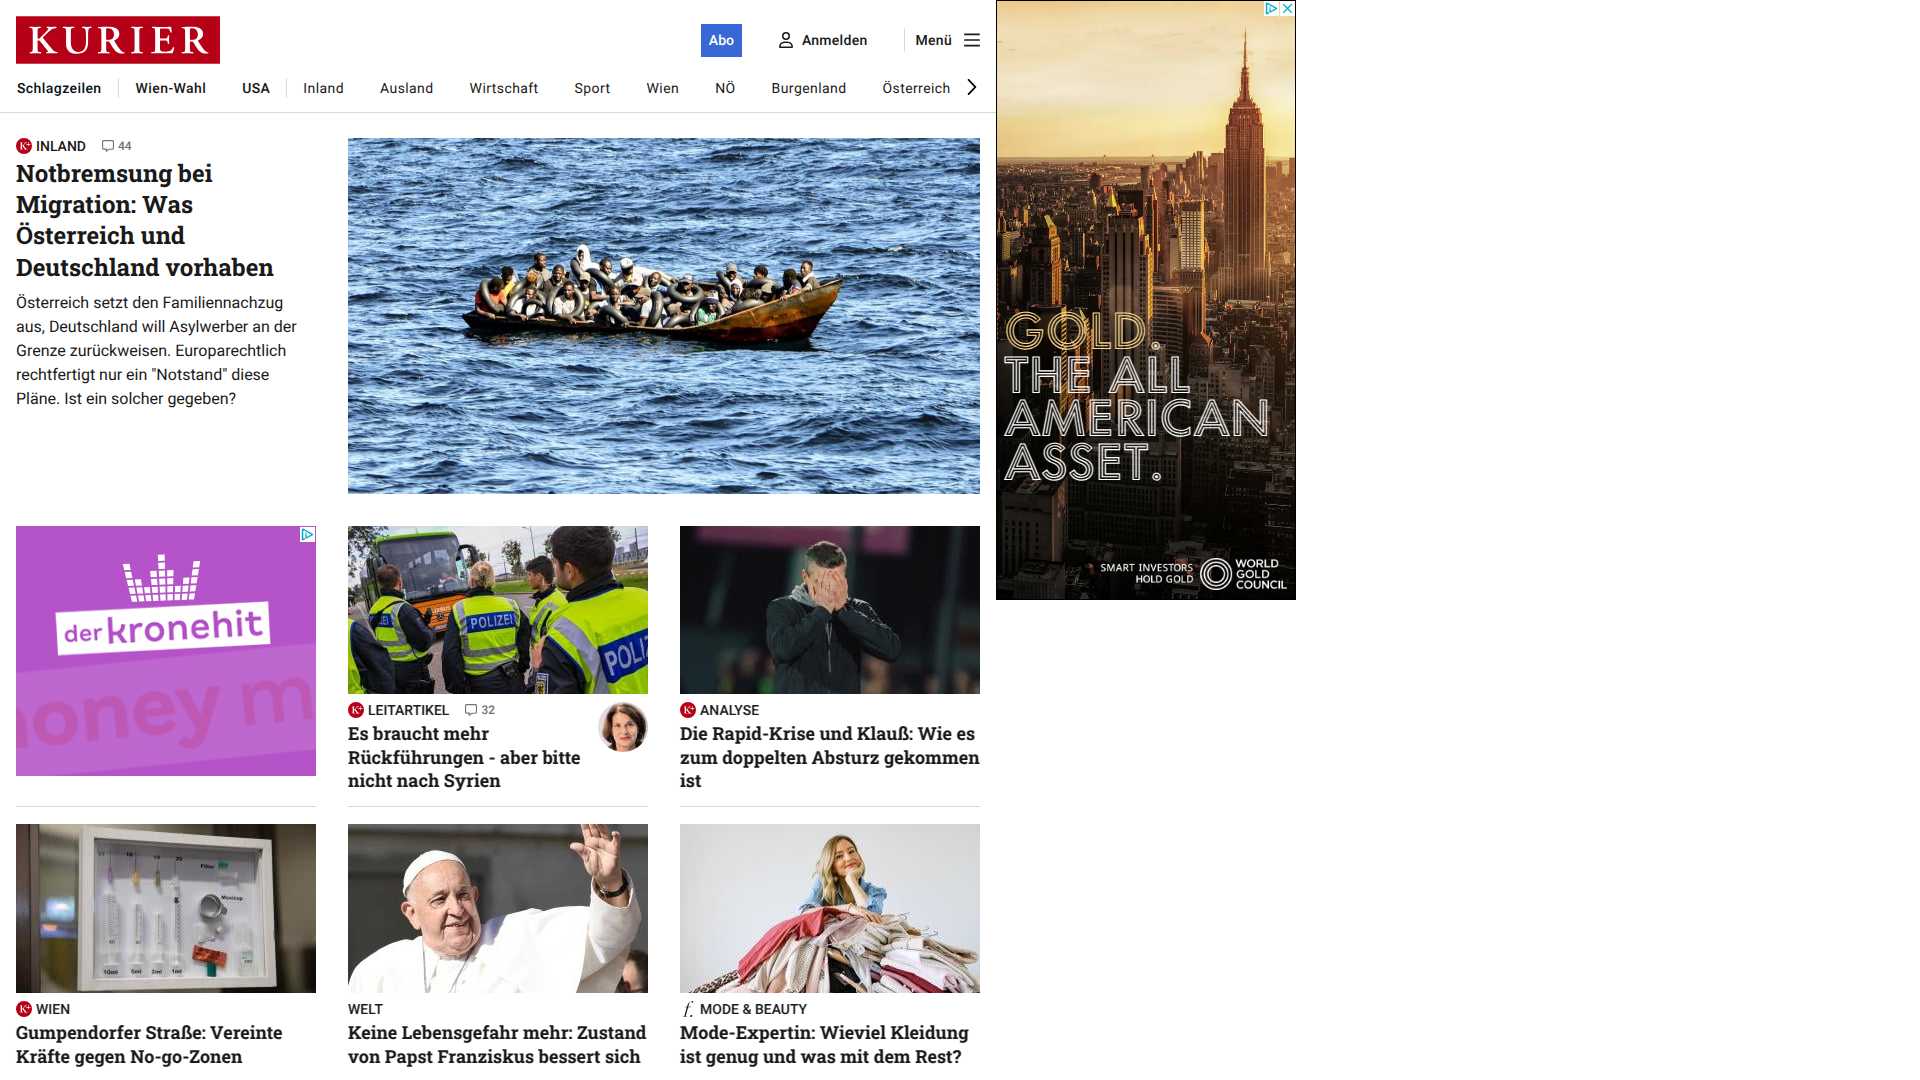 KURIER
Abo
Anmelden
Menü
Schlagzeilen
Wien-Wahl
USA
Inland
Ausland
Wirtschaft
Sport
Wien
NÖ
Burgenland
Österreich
INLAND
44
Notbremsung bei
Migration: Was
Österreich und
Deutschland vorhaben
Österreich setzt den Familiennachzug
aus, Deutschland will Asylwerber an der
Grenze zurückweisen. Europarechtlich
rechtfertigt nur ein "Notstand" diese
Pläne. Ist ein solcher gegeben?
GOLD.
THE ALL
AMERICAN
ASSET.
SMART INVESTORS
HOLD GOLD
WORLD
GOLD
COUNCIL
der kronehit
money m
POLIZEI
LEITARTIKEL
32
Es braucht mehr
Rückführungen - aber bitte
nicht nach Syrien
ANALYSE
Die Rapid-Krise und Klauß: Wie es
zum doppelten Absturz gekommen
ist
Filter
10ml
5ml
2ml
1ml
WIEN
Gumpendorfer Straße: Vereinte
Kräfte gegen No-go-Zonen
WELT
Keine Lebensgefahr mehr: Zustand
von Papst Franziskus bessert sich
f.
MODE & BEAUTY
Mode-Expertin: Wieviel Kleidung
ist genug und was mit dem Rest?